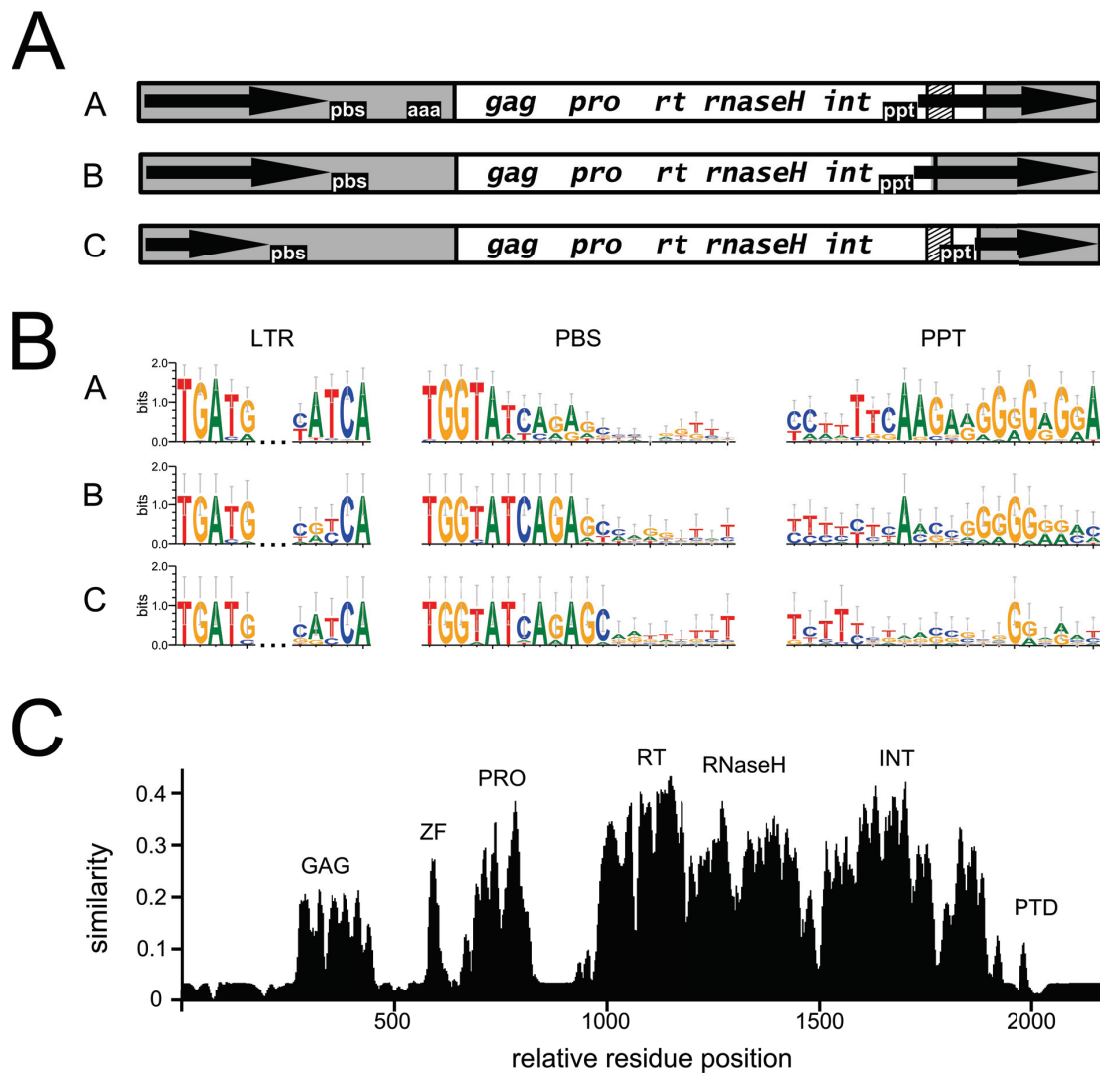 A
A pbs aaa gag pro rt rnaseH int ppt
B pbs gag pro rt rnaseH int ppt
C pbs gag pro rt rnaseH int ppt
B
LTR PBS PPT
A
2.0
bits
1.0
0.0
B
2.0
bits
1.0
0.0
C
2.0
bits
1.0
0.0
C
similarity
0.4
0.3
0.2
0.1
0
GAG
ZF
PRO
RT
RNaseH
INT
PTD
500 1000 1500 2000
relative residue position